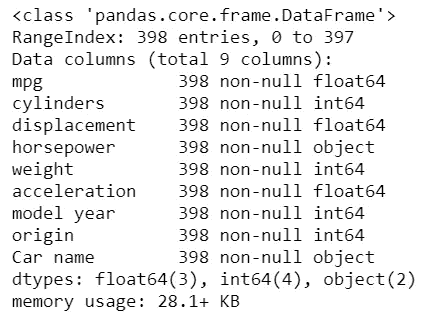 <class 'pandas.core.frame.DataFrame'>
RangeIndex: 398 entries, 0 to 397
Data columns (total 9 columns):
mpg             398 non-null float64
cylinders       398 non-null int64
displacement    398 non-null float64
horsepower      398 non-null object
weight          398 non-null int64
acceleration    398 non-null float64
model year      398 non-null int64
origin          398 non-null int64
Car name        398 non-null object
dtypes: float64(3), int64(4), object(2)
memory usage: 28.1+ KB